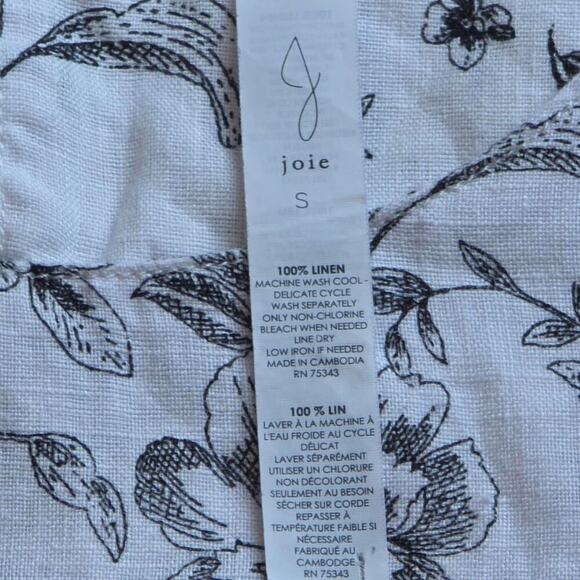 J
joie
S
100% LINEN
MACHINE WASH COOL -
DELICATE CYCLE
WASH SEPARATELY
ONLY NON-CHLORINE
BLEACH WHEN NEEDED
LINE DRY
LOW IRON IF NEEDED
MADE IN CAMBODIA
RN 75343
100 % LIN
LAVER À LA MACHINE À
L'EAU FROIDE AU CYCLE
DÉLICAT
LAVER SÉPARÉMENT
UTILISER UN CHLORURE
NON DÉCOLORANT
SEULEMENT AU BESOIN
SÉCHER SUR CORDE
REPASSER À
TEMPÉRATURE FAIBLE SI
NÉCESSAIRE
FABRIQUÉ AU
CAMBODGE
RN 75343